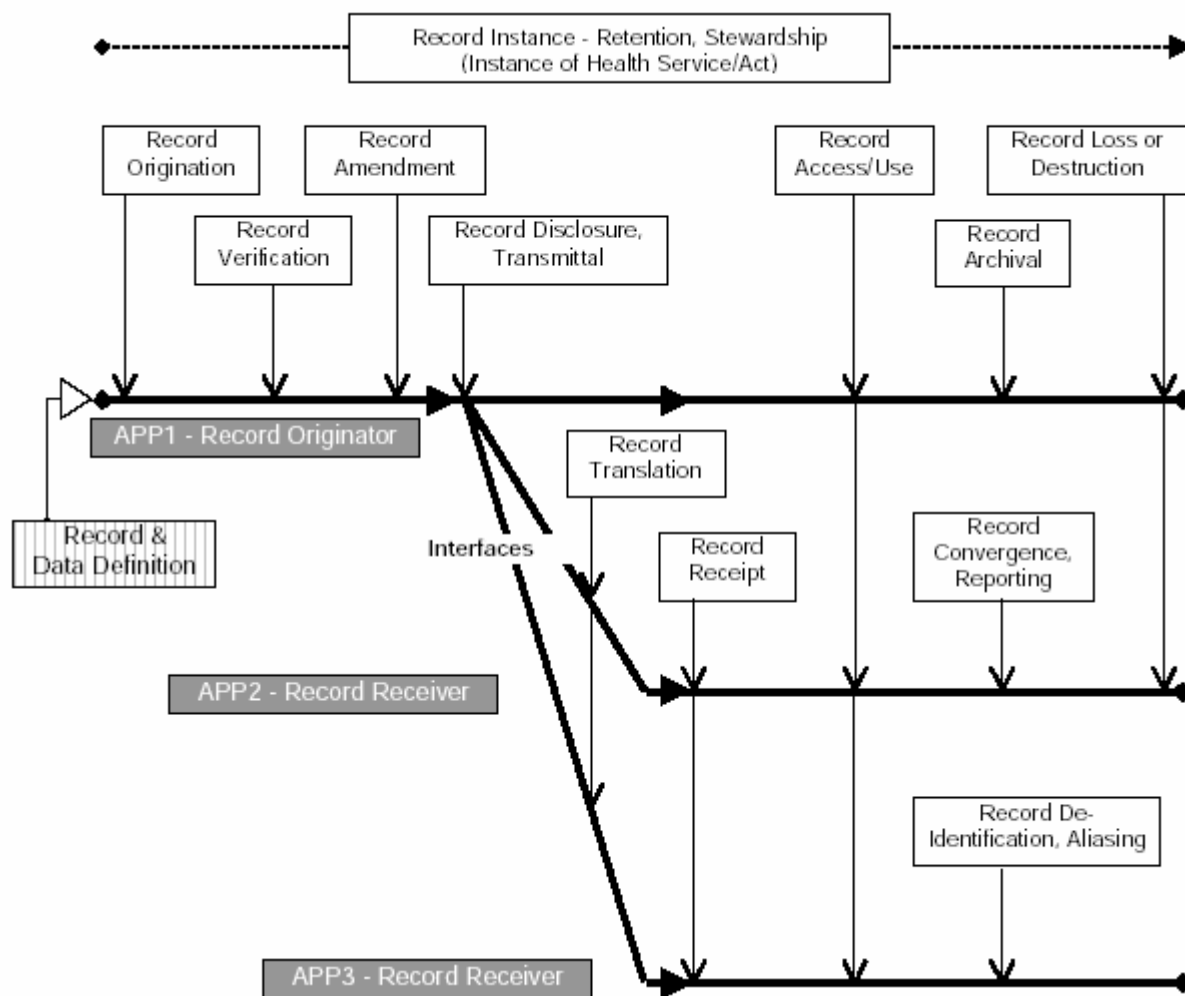 Record Instance - Retention, Stewardship
(Instance of Health Service/Act)
Record
Origination
Record
Amendment
Record
Access/Use
Record Loss or
Destruction
Record
Verification
Record Disclosure,
Transmittal
Record
Archival
APP1 - Record Originator
Record
Translation
Record &
Data Definition
Interfaces
Record
Receipt
Record
Convergence,
Reporting
APP2 - Record Receiver
Record De-
Identification, Aliasing
APP3 - Record Receiver